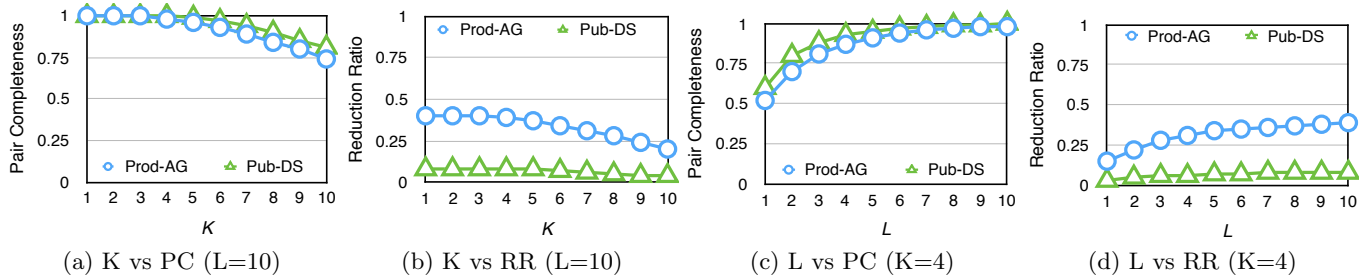 Pair Completeness
1
0.75
0.5
0.25
0
Prod-AG
Pub-DS
1 2 3 4 5 6 7 8 9 10
K
(a) K vs PC (L=10)
Reduction Ratio
1
0.75
0.5
0.25
0
Prod-AG
Pub-DS
1 2 3 4 5 6 7 8 9 10
K
(b) K vs RR (L=10)
Pair Completeness
1
0.75
0.5
0.25
0
Prod-AG
Pub-DS
1 2 3 4 5 6 7 8 9 10
L
(c) L vs PC (K=4)
Reduction Ratio
1
0.75
0.5
0.25
0
Prod-AG
Pub-DS
1 2 3 4 5 6 7 8 9 10
L
(d) L vs RR (K=4)